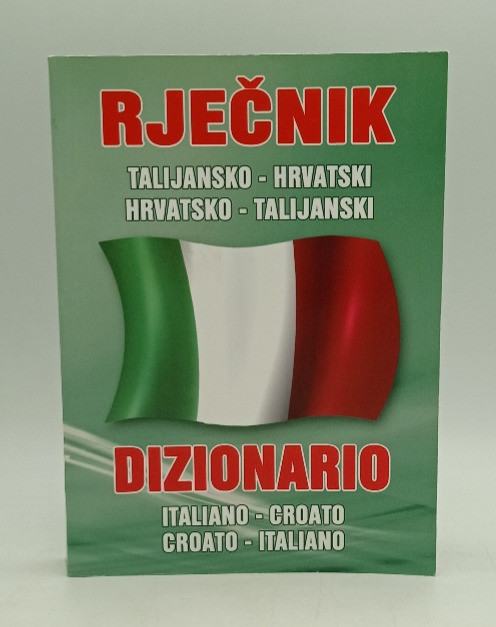 RJEČNIK
TALIJANSKO - HRVATSKI
HRVATSKO - TALIJANSKI
DIZIONARIO
ITALIANO - CROATO
CROATO - ITALIANO